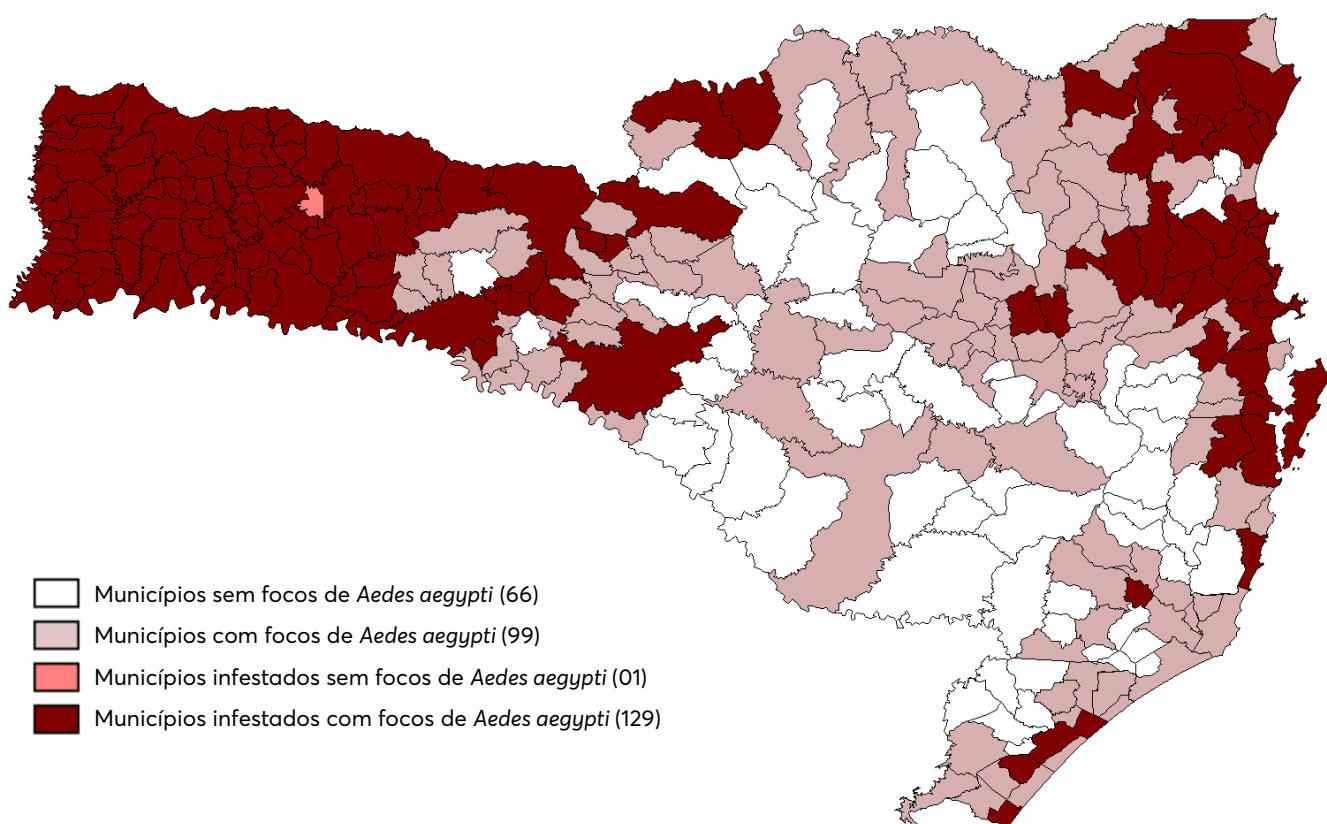 Municípios sem focos de Aedes aegypti (66)
Municípios com focos de Aedes aegypti (99)
Municípios infestados sem focos de Aedes aegypti (01)
Municípios infestados com focos de Aedes aegypti (129)